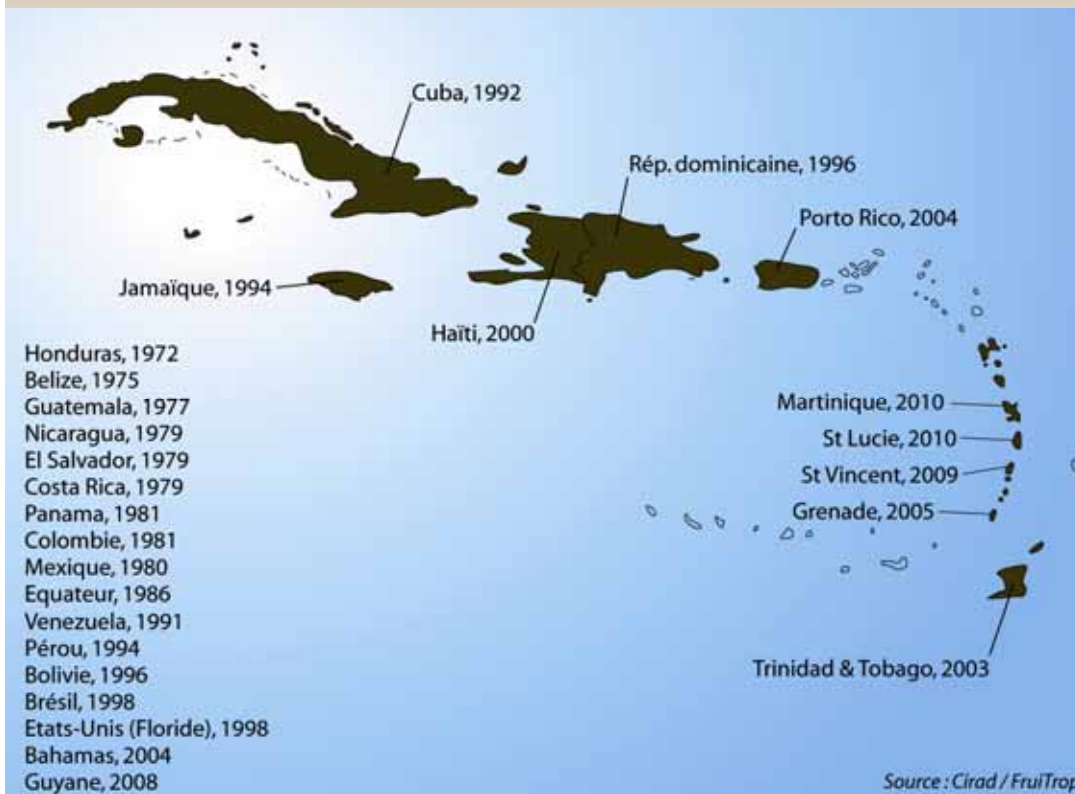 Cuba, 1992
Rép. dominicaine, 1996
Porto Rico, 2004
Jamaïque, 1994
Haïti, 2000
Honduras, 1972
Belize, 1975
Guatemala, 1977
Nicaragua, 1979
El Salvador, 1979
Costa Rica, 1979
Panama, 1981
Colombie, 1981
Mexique, 1980
Equateur, 1986
Venezuela, 1991
Pérou, 1994
Bolivie, 1996
Brésil, 1998
Etats-Unis (Floride), 1998
Bahamas, 2004
Guyane, 2008
Martinique, 2010
St Lucie, 2010
St Vincent, 2009
Grenade, 2005
Trinidad & Tobago, 2003
Source : Cirad / FruiTrop